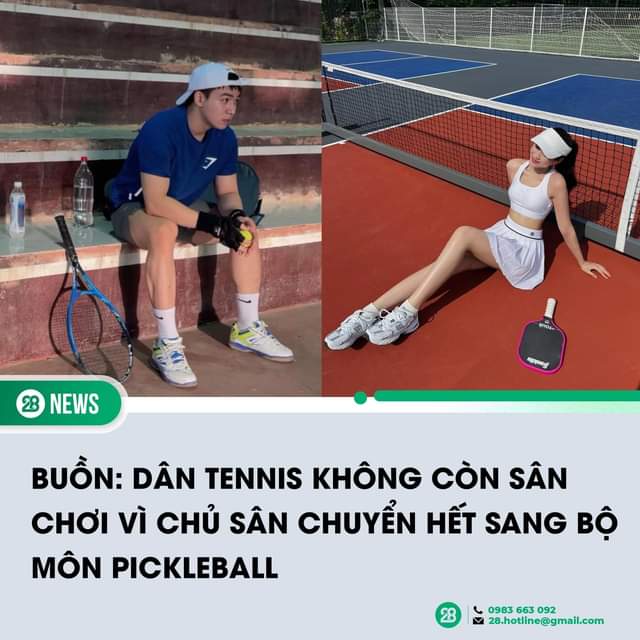 28 NEWS
BUỒN: DÂN TENNIS KHÔNG CÒN SÂN
CHƠI VÌ CHỦ SÂN CHUYỂN HẾT SANG BỘ
MÔN PICKLEBALL
28
0983 663 092
28.hotline@gmail.com